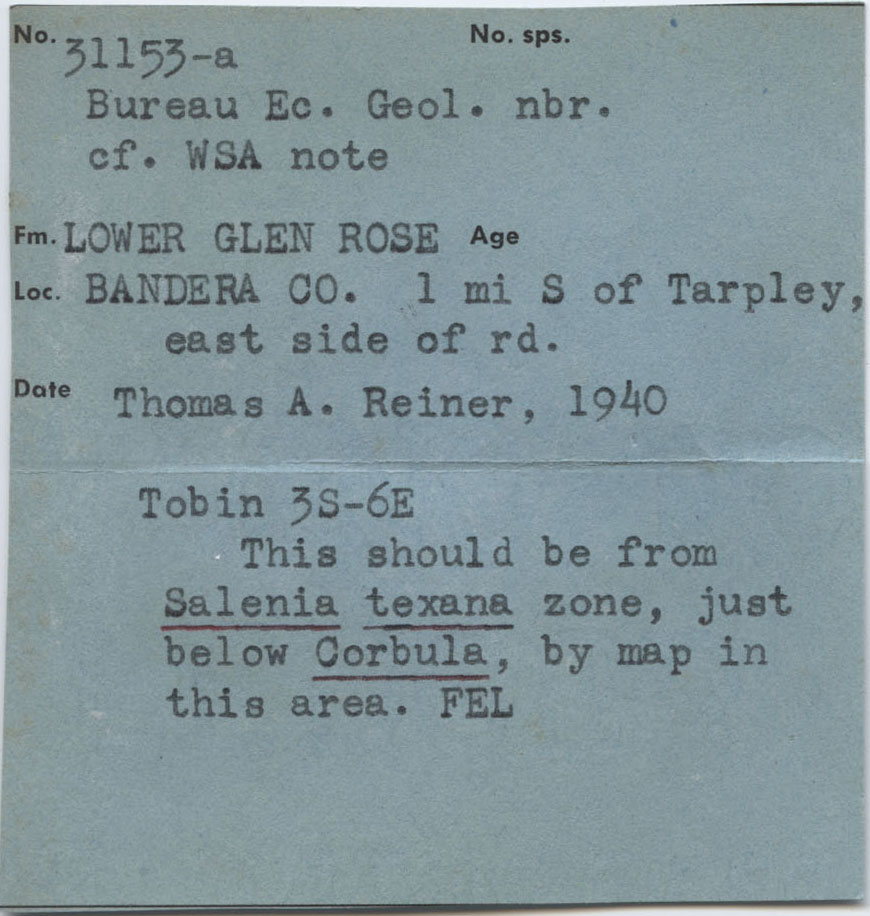 No. 31153-a No. sps.
Bureau Ec. Geol. nbr.
cf. WSA note
Fm. LOWER GLEN ROSE Age
Loc. BANDERA CO. 1 mi S of Tarpley,
east side of rd.
Date Thomas A. Reiner, 1940
Tobin 3S-6E
This should be from
Salenia texana zone, just
below Corbula, by map in
this area. FEL